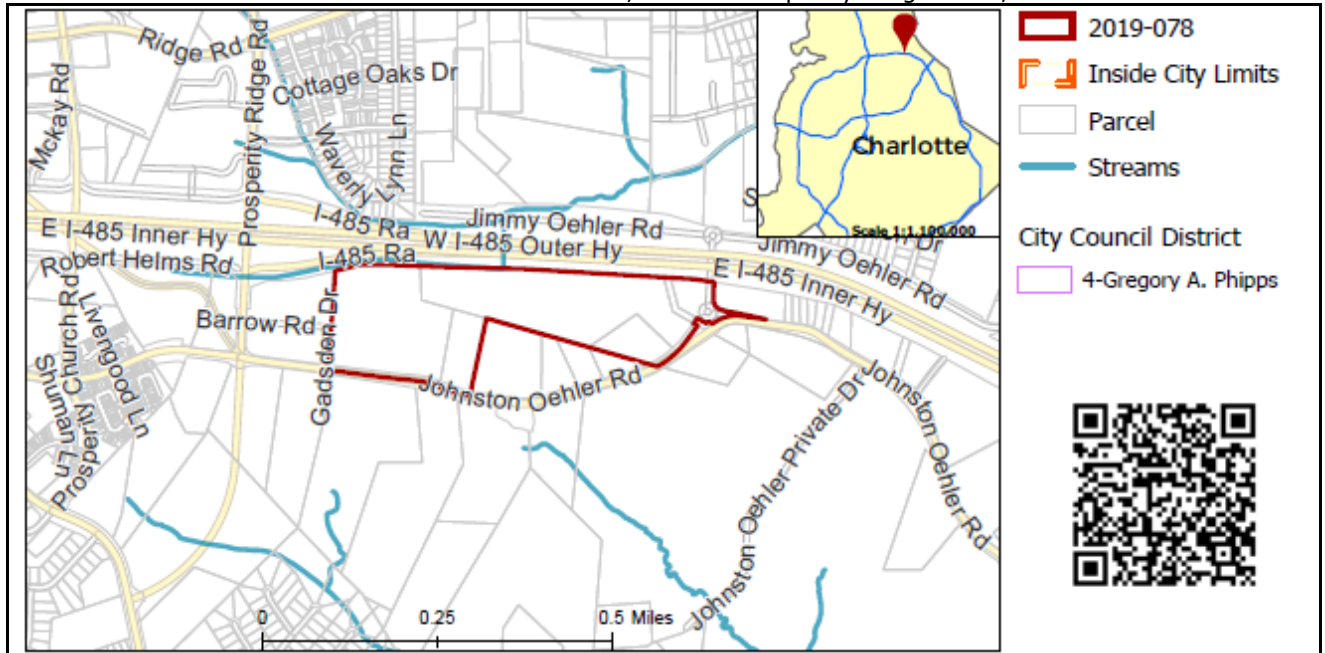 Ridge Rd
Prosperity Ridge Rd
Mckay Rd
Cottage Oaks Dr
Waverly
Lynn Ln
I-485 Ra
Jimmy Oehler Rd
E I-485 Inner Hy
W I-485 Outer Hy
Robert Helms Rd
I-485 Ra
E I-485 Inner Hy
Jimmy Oehler Rd
Barrow Rd
Gadsden Dr
Livengood Ln
Prosperity Church Rd
Shuman Ln
Johnston Oehler Rd
Johnston Oehler Private Dr
Johnston Oehler Rd
0 0.25 0.5 Miles
Charlotte
Scale 1:1,100,000
2019-078
Inside City Limits
Parcel
Streams
City Council District
4-Gregory A. Phipps